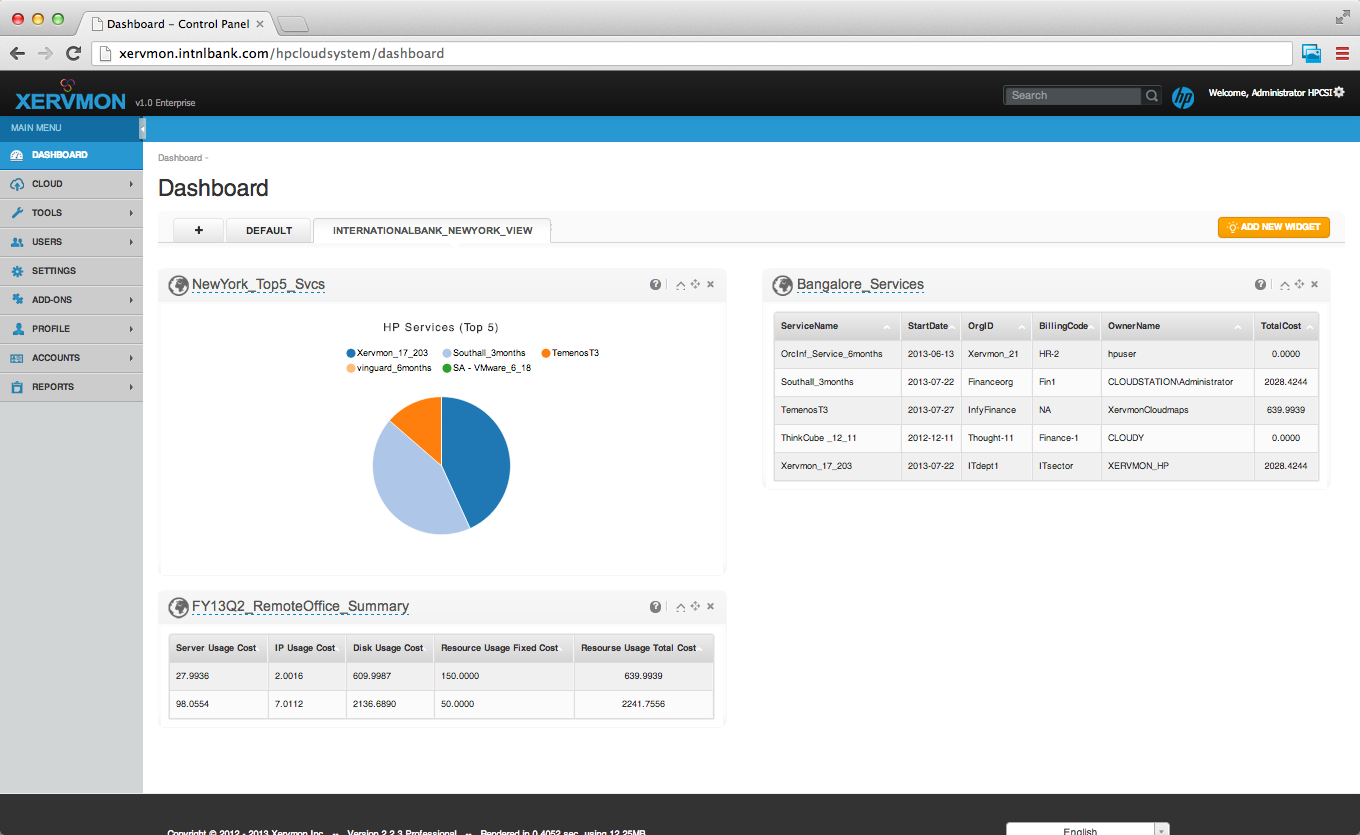 Dashboard – Control Panel
xervmon.intnlbank.com/hpcloudsystem/dashboard
XERVMON v1.0 Enterprise
Search
hp
Welcome, Administrator HPCSI
MAIN MENU
DASHBOARD
CLOUD
TOOLS
USERS
SETTINGS
ADD-ONS
PROFILE
ACCOUNTS
REPORTS
Dashboard -
Dashboard
+ DEFAULT INTERNATIONALBANK_NEWYORK_VIEW
ADD NEW WIDGET
NewYork_Top5_Svcs
HP Services (Top 5)
Xervmon_17_203 Southall_3months TemenosT3
vinguard_6months SA - VMware_6_18
Bangalore_Services
ServiceName StartDate OrgID BillingCode OwnerName TotalCost
OrcInf_Service_6months 2013-06-13 Xervmon_21 HR-2 hpuser 0.0000
Southall_3months 2013-07-22 Financeorg Fin1 CLOUDSTATION\Administrator 2028.4244
TemenosT3 2013-07-27 InfyFinance NA XervmonCloudmaps 639.9939
ThinkCube _12_11 2012-12-11 Thought-11 Finance-1 CLOUDY 0.0000
Xervmon_17_203 2013-07-22 ITdept1 ITsector XERVMON_HP 2028.4244
FY13Q2_RemoteOffice_Summary
Server Usage Cost IP Usage Cost Disk Usage Cost Resource Usage Fixed Cost Resourse Usage Total Cost
27.9936 2.0016 609.9987 150.0000 639.9939
98.0554 7.0112 2136.6890 50.0000 2241.7556
Copyright © 2012 - 2013 Xervmon Inc. -- Version 2.2.3 Professional -- Rendered in 0.4052 sec. using 12.25MB
English